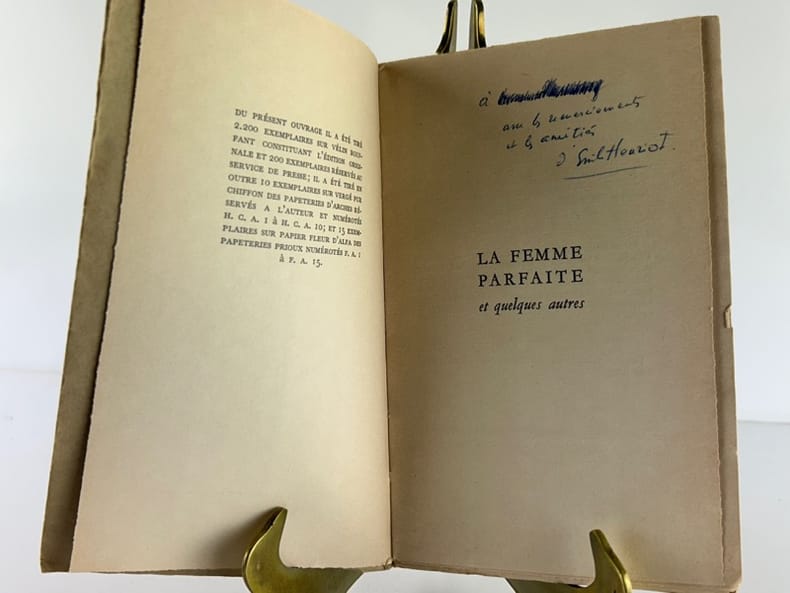 DU PRÉSENT OUVRAGE IL A ÉTÉ TIRÉ
2.200 EXEMPLAIRES SUR VÉLIN BOUF-
FANT CONSTITUANT L'ÉDITION ORIGI-
NALE ET 200 EXEMPLAIRES RÉSERVÉS AU
SERVICE DE PRESSE ; IL A ÉTÉ TIRÉ EN
OUTRE 10 EXEMPLAIRES SUR VERGÉ PUR
CHIFFON DES PAPETERIES D'ARCHES RÉ-
SERVÉS A L'AUTEUR ET NUMÉROTÉS
H. C. A. 1 à H. C. A. 10; et 15 EXEM-
PLAIRES SUR PAPIER FLEUR D'ALFA DES
PAPETERIES PRIOUX NUMÉROTÉS F. A. 1
à F. A. 15.
à
avec les remerciements
et les amitiés
d'Emile Henriot.
LA FEMME
PARFAITE
et quelques autres